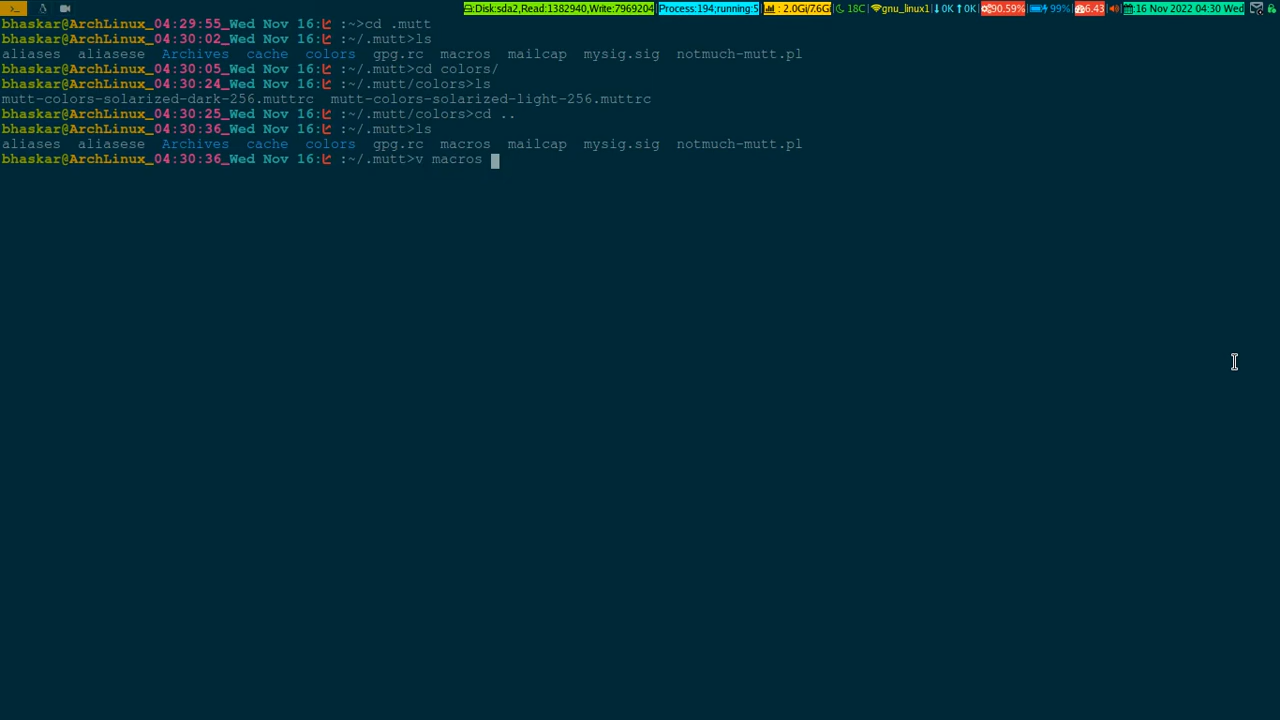 >_ Disk:sda2,Read:1382940,Write:7969204 Process:194;running:5 : 2.0Gi/7.6Gi 18C gnu_linux1 ↓ 0K ↑ 0K 90.59% 99% 6.43 :16 Nov 2022 04:30 Wed
bhaskar@ArchLinux_04:29:55_Wed Nov 16: :~>cd .mutt
bhaskar@ArchLinux_04:30:02_Wed Nov 16: :~/.mutt>ls
aliases aliasese Archives cache colors gpg.rc macros mailcap mysig.sig notmuch-mutt.pl
bhaskar@ArchLinux_04:30:05_Wed Nov 16: :~/.mutt>cd colors/
bhaskar@ArchLinux_04:30:24_Wed Nov 16: :~/.mutt/colors>ls
mutt-colors-solarized-dark-256.muttrc mutt-colors-solarized-light-256.muttrc
bhaskar@ArchLinux_04:30:25_Wed Nov 16: :~/.mutt/colors>cd ..
bhaskar@ArchLinux_04:30:36_Wed Nov 16: :~/.mutt>ls
aliases aliasese Archives cache colors gpg.rc macros mailcap mysig.sig notmuch-mutt.pl
bhaskar@ArchLinux_04:30:36_Wed Nov 16: :~/.mutt>v macros